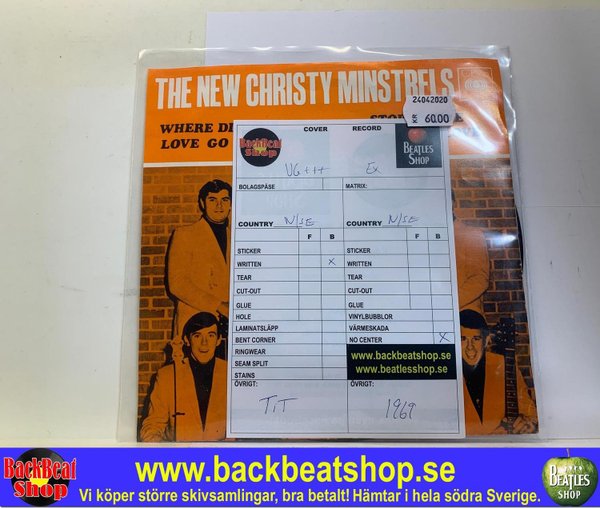 THE NEW CHRISTY MINSTRELS
24042020
KR 60.00
WHERE DI
LOVE GO
BackBeat
Shop
COVER RECORD
BEATLES
SHOP
VG+++ Ex
BOLAGSPÅSE MATRIX:
COUNTRY N/SE COUNTRY N/SE
F B F B
STICKER STICKER
WRITTEN X WRITTEN
TEAR TEAR
CUT-OUT CUT-OUT
GLUE GLUE
HOLE VINYLBUBBLOR
LAMINATSLÄPP VÄRMESKADA
BENT CORNER NO CENTER X
RINGWEAR
SEAM SPLIT
STAINS
www.backbeatshop.se
www.beatlesshop.se
ÖVRIGT: ÖVRIGT:
TiT 1969
BackBeat
Shop
www.backbeatshop.se
Vi köper större skivsamlingar, bra betalt! Hämtar i hela södra Sverige.
BEATLES
SHOP